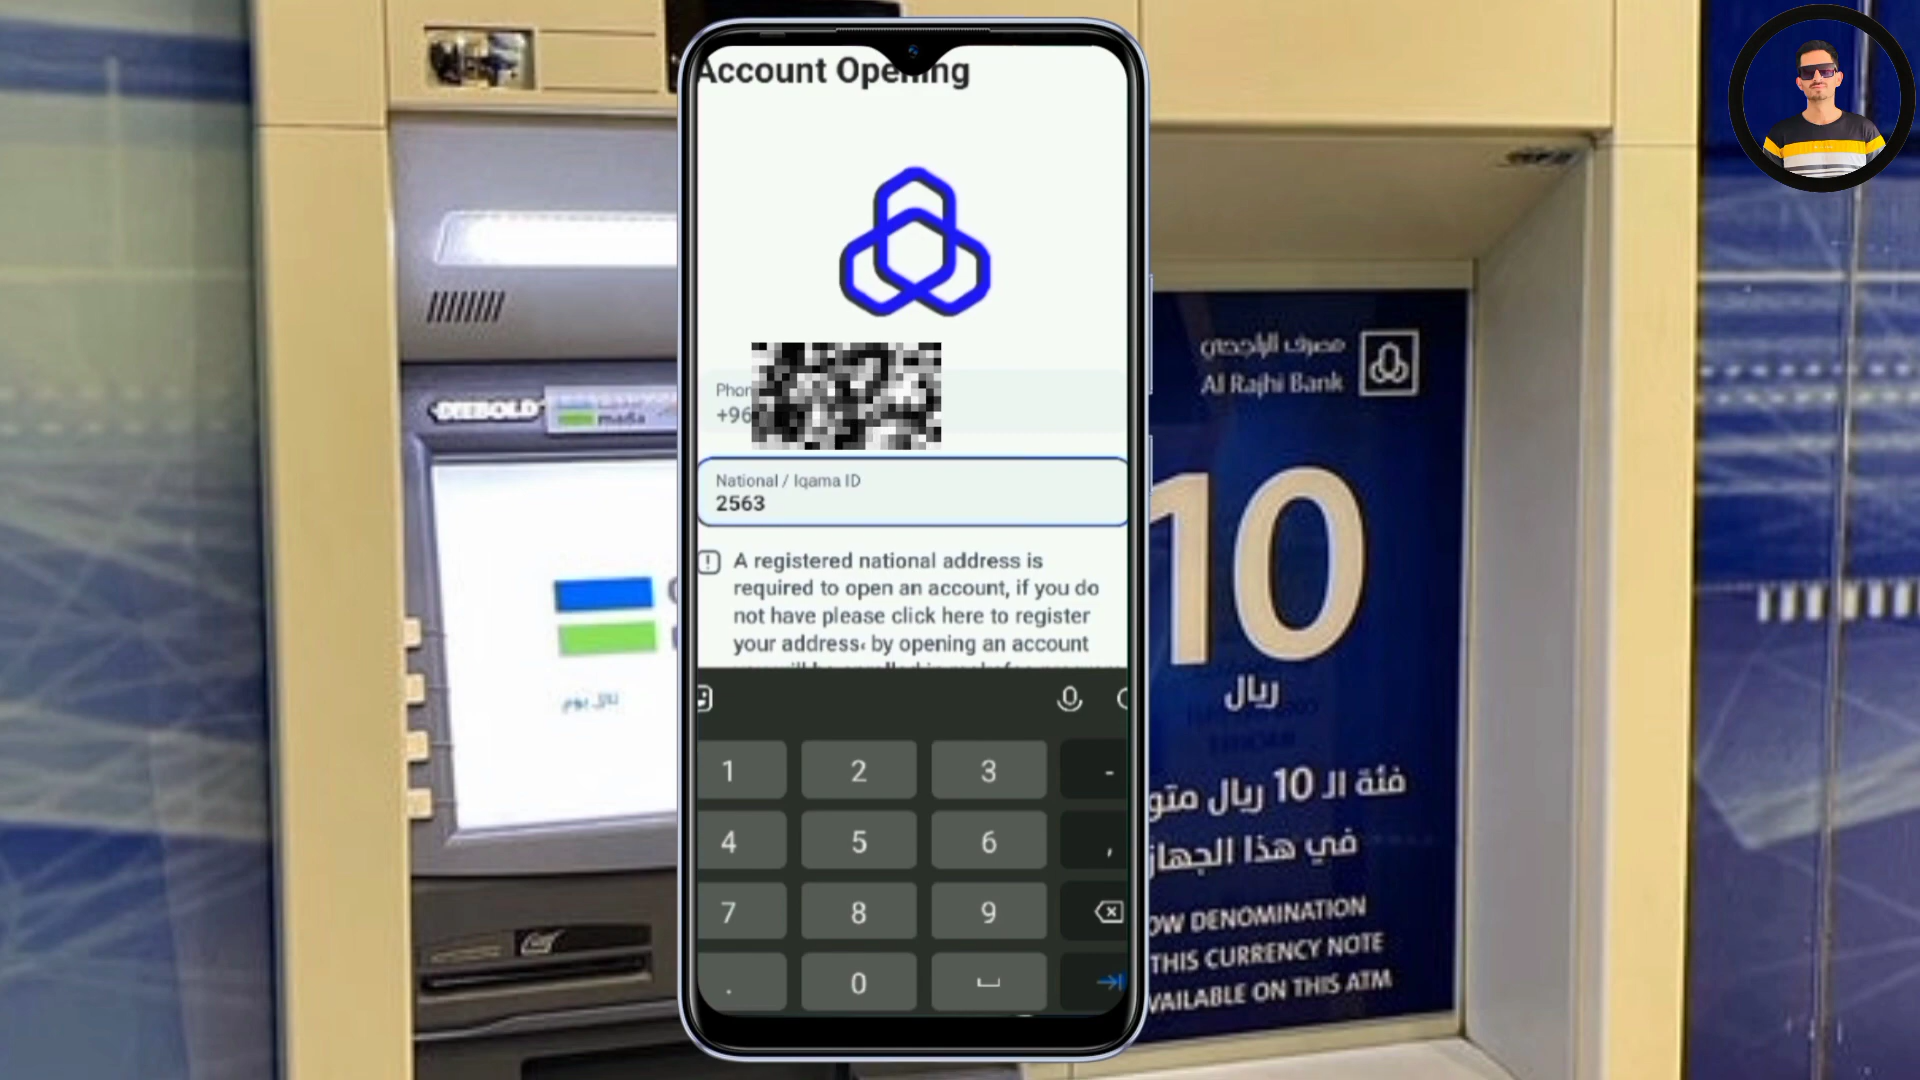 Account Opening
Phon
+96
National / Iqama ID
2563
A registered national address is
required to open an account, if you do
not have please click here to register
your address، by opening an account
1 2 3 -
4 5 6 ,
7 8 9
. 0
DIEBOLD
mada
مصرف الراجحي
Al Rajhi Bank
10
ريال
فئة الـ 10 ريال متو
في هذا الجهاز
OW DENOMINATION
THIS CURRENCY NOTE
VAILABLE ON THIS ATM